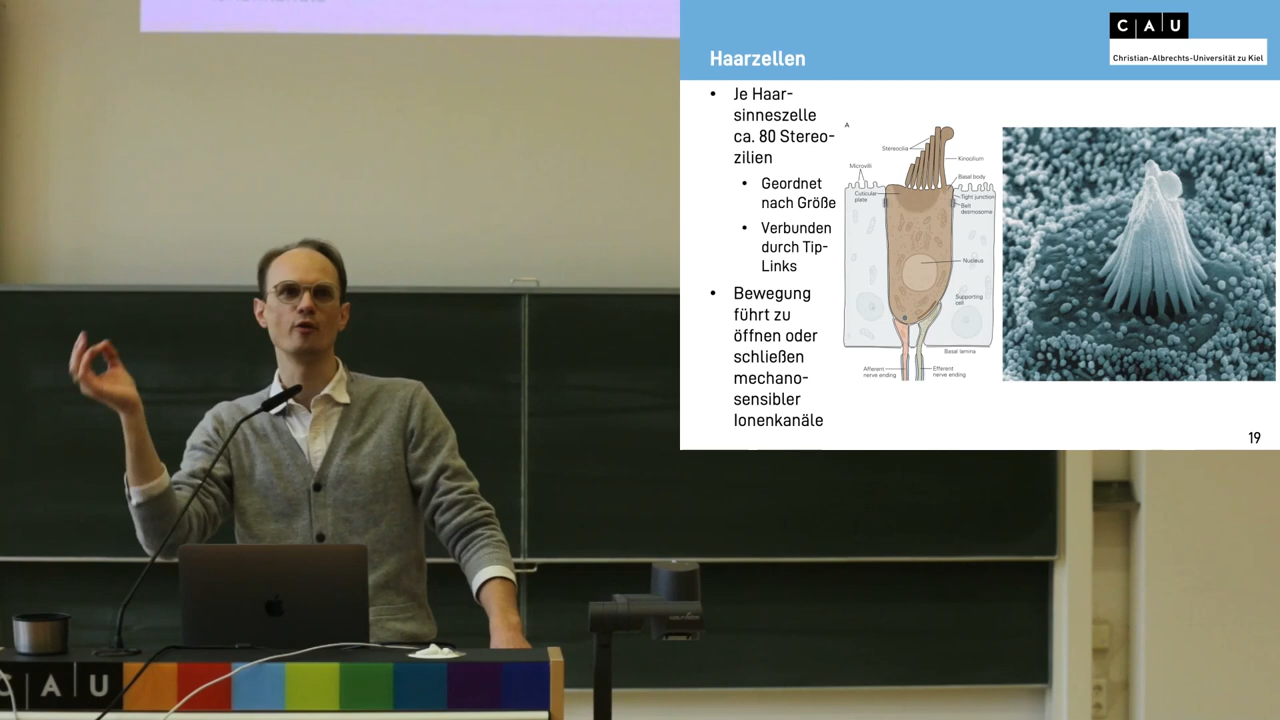 Haarzellen
CAU
Christian-Albrechts-Universität zu Kiel
• Je Haar-
sinneszelle
ca. 80 Stereo-
zilien
• Geordnet
nach Größe
• Verbunden
durch Tip-
Links
• Bewegung
führt zu
öffnen oder
schließen
mechano-
sensibler
Ionenkanäle
A
Stereocilia
Kinocilium
Microvilli
Basal body
Cuticular
plate
Tight junction
Belt
desmosome
Nucleus
Supporting
cell
Basal lamina
Afferent
nerve ending
Efferent
nerve ending
19
CAU